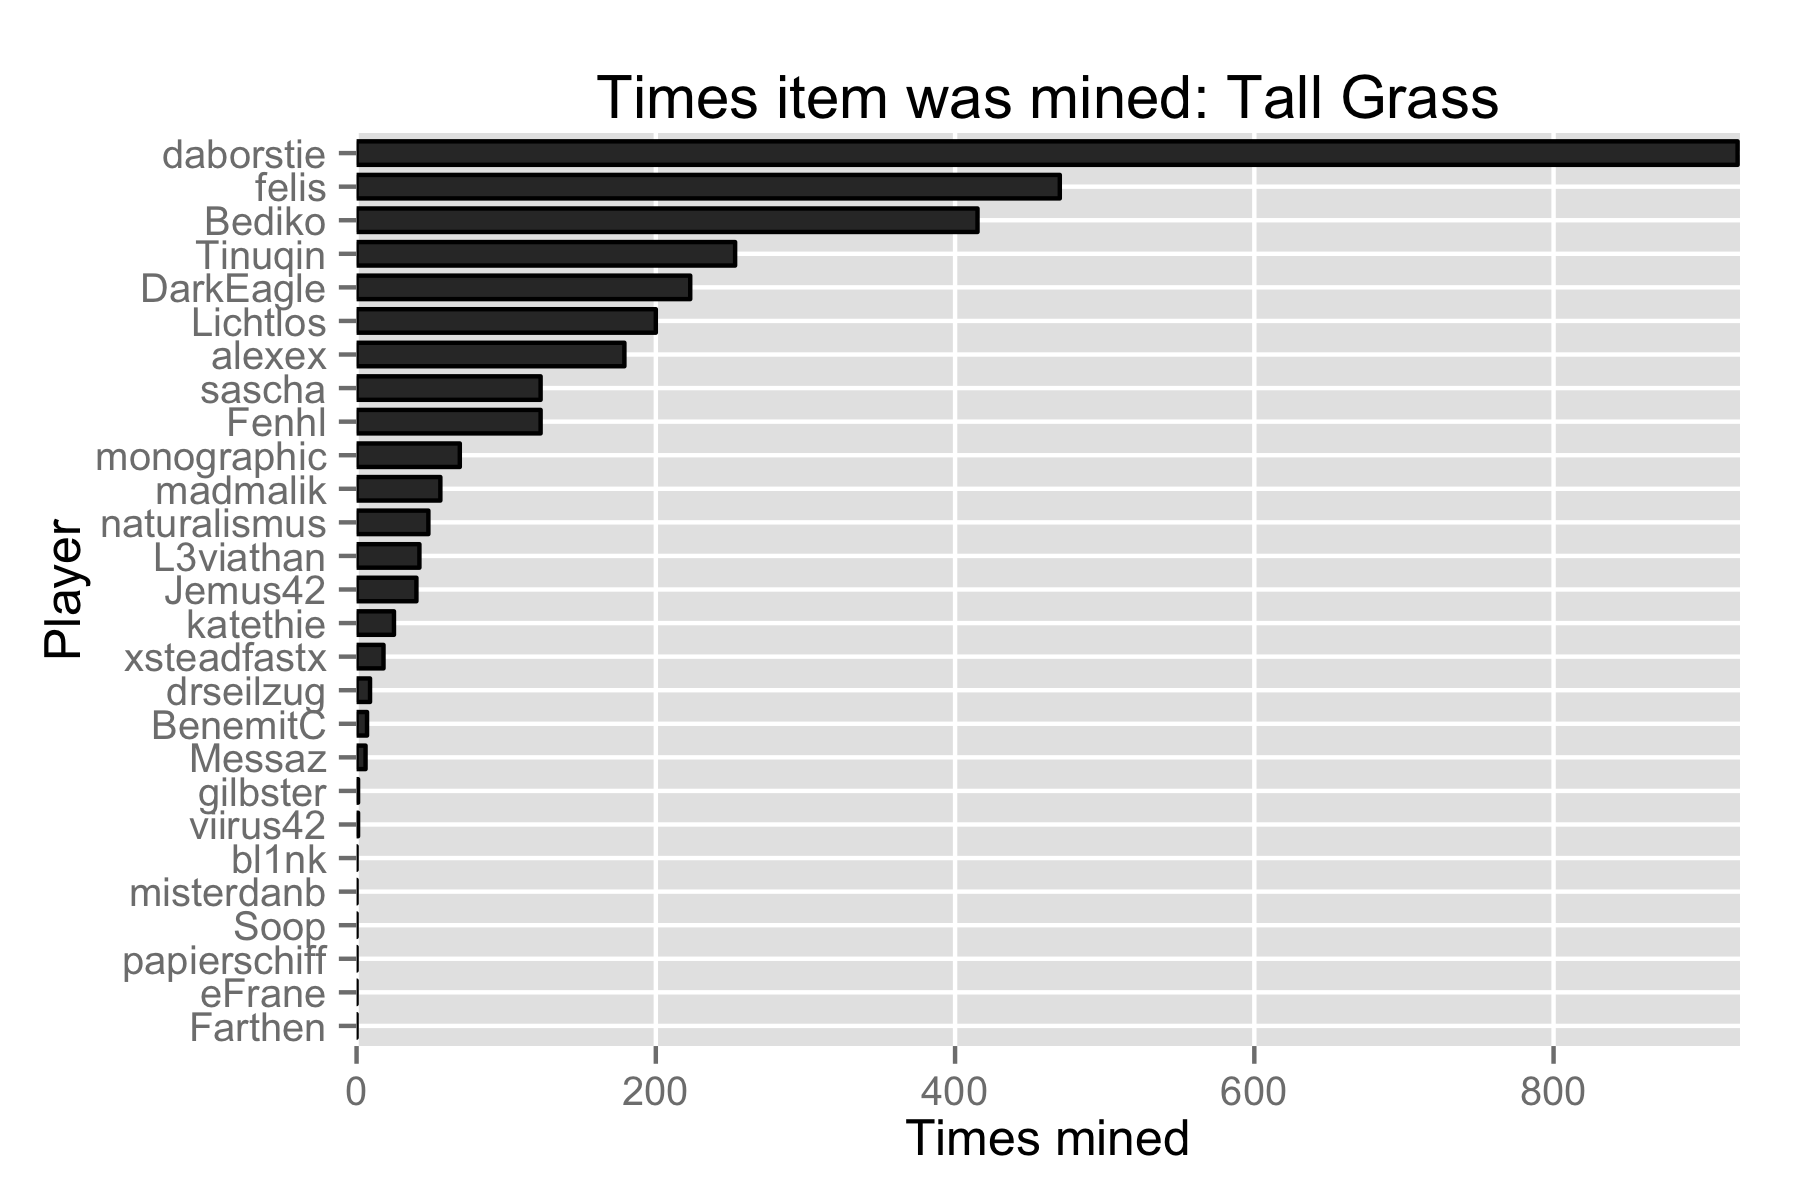 Times item was mined: Tall Grass
daborstie
felis
Bediko
Tinuqin
DarkEagle
Lichtlos
alexex
sascha
Fenhl
monographic
madmalik
naturalismus
L3viathan
Jemus42
katethie
xsteadfastx
drseilzug
BenemitC
Messaz
gilbster
viirus42
bl1nk
misterdanb
Soop
papierschiff
eFrane
Farthen
Player
0 200 400 600 800
Times mined